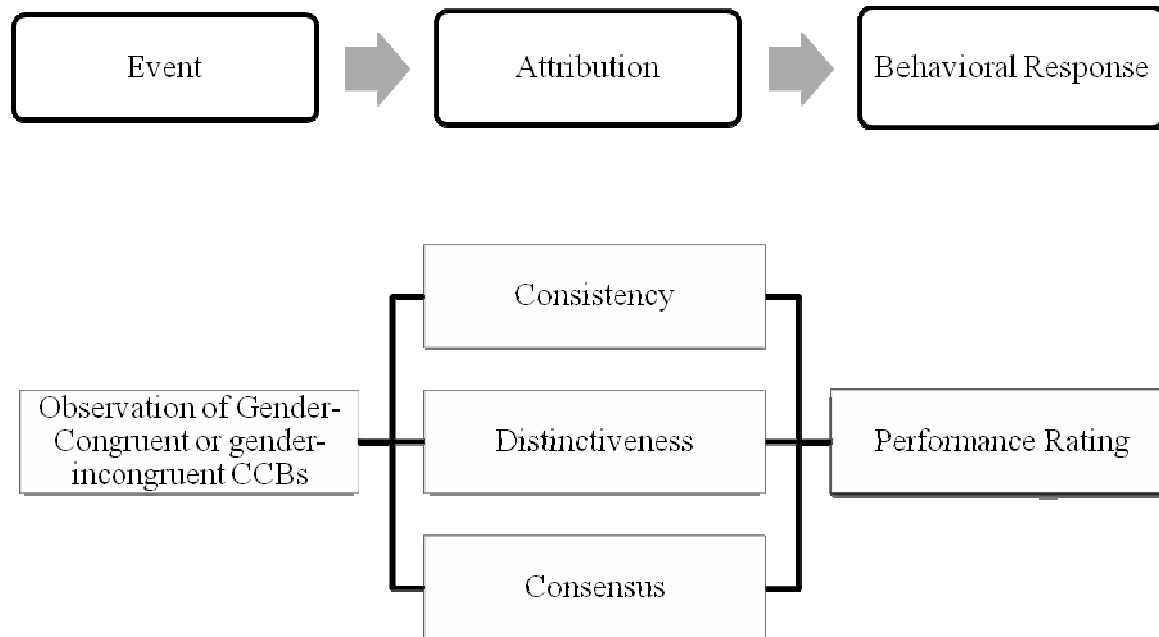 Event
Attribution
Behavioral Response
Consistency
Observation of Gender-
Congruent or gender-
incongruent CCBs
Distinctiveness
Performance Rating
Consensus